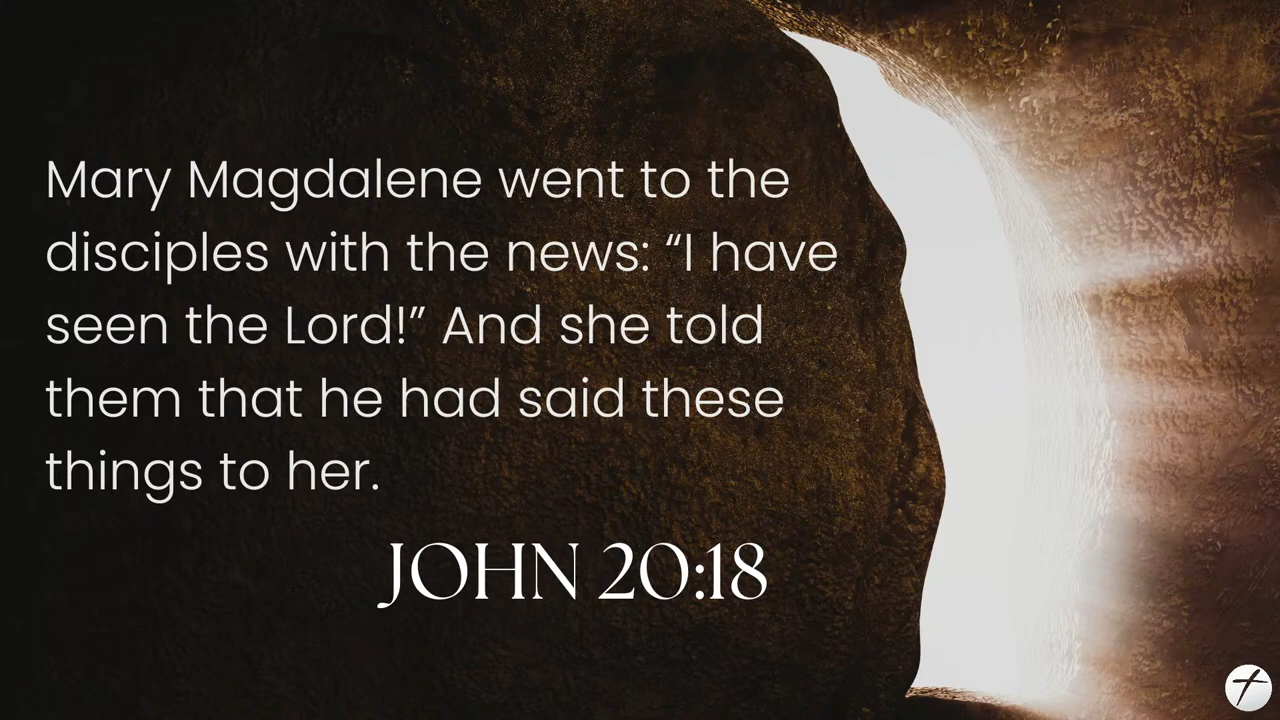 Mary Magdalene went to the
disciples with the news: “I have
seen the Lord!” And she told
them that he had said these
things to her.
JOHN 20:18